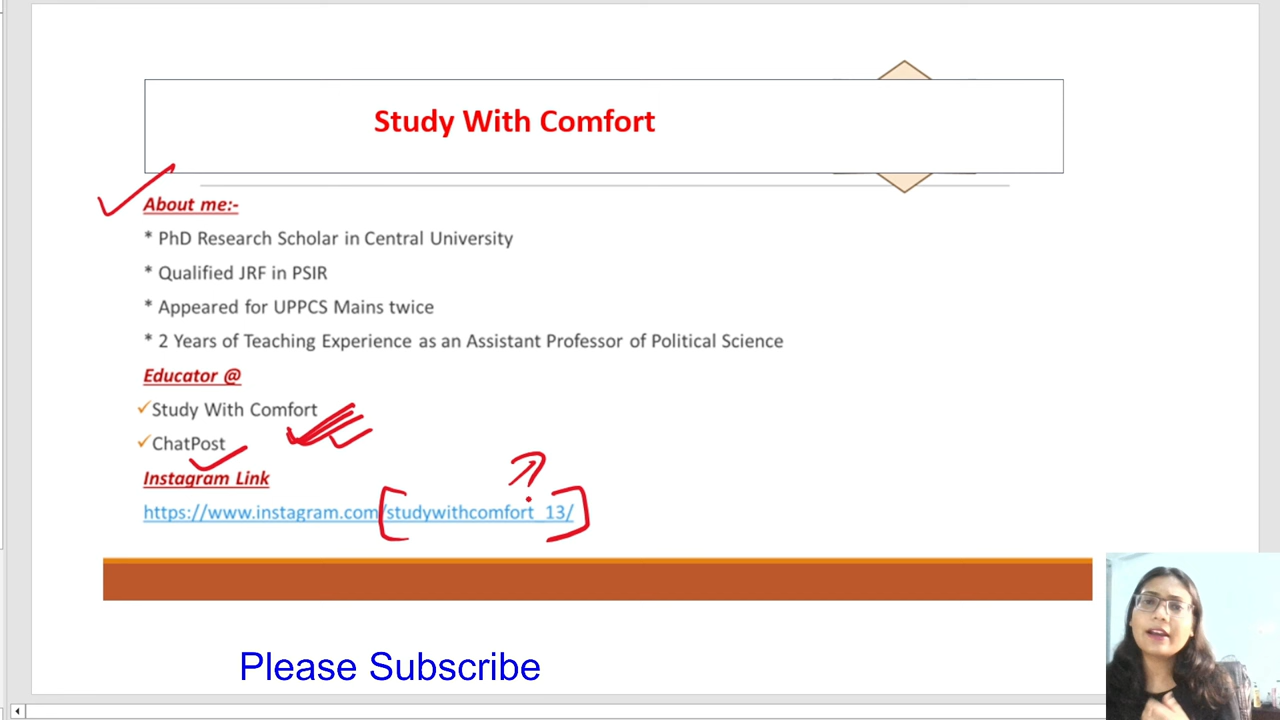 Study With Comfort
About me:-
* PhD Research Scholar in Central University
* Qualified JRF in PSIR
* Appeared for UPPCS Mains twice
* 2 Years of Teaching Experience as an Assistant Professor of Political Science
Educator @
✓Study With Comfort
✓ChatPost
Instagram Link
?
https://www.instagram.com/studywithcomfort_13/
Please Subscribe